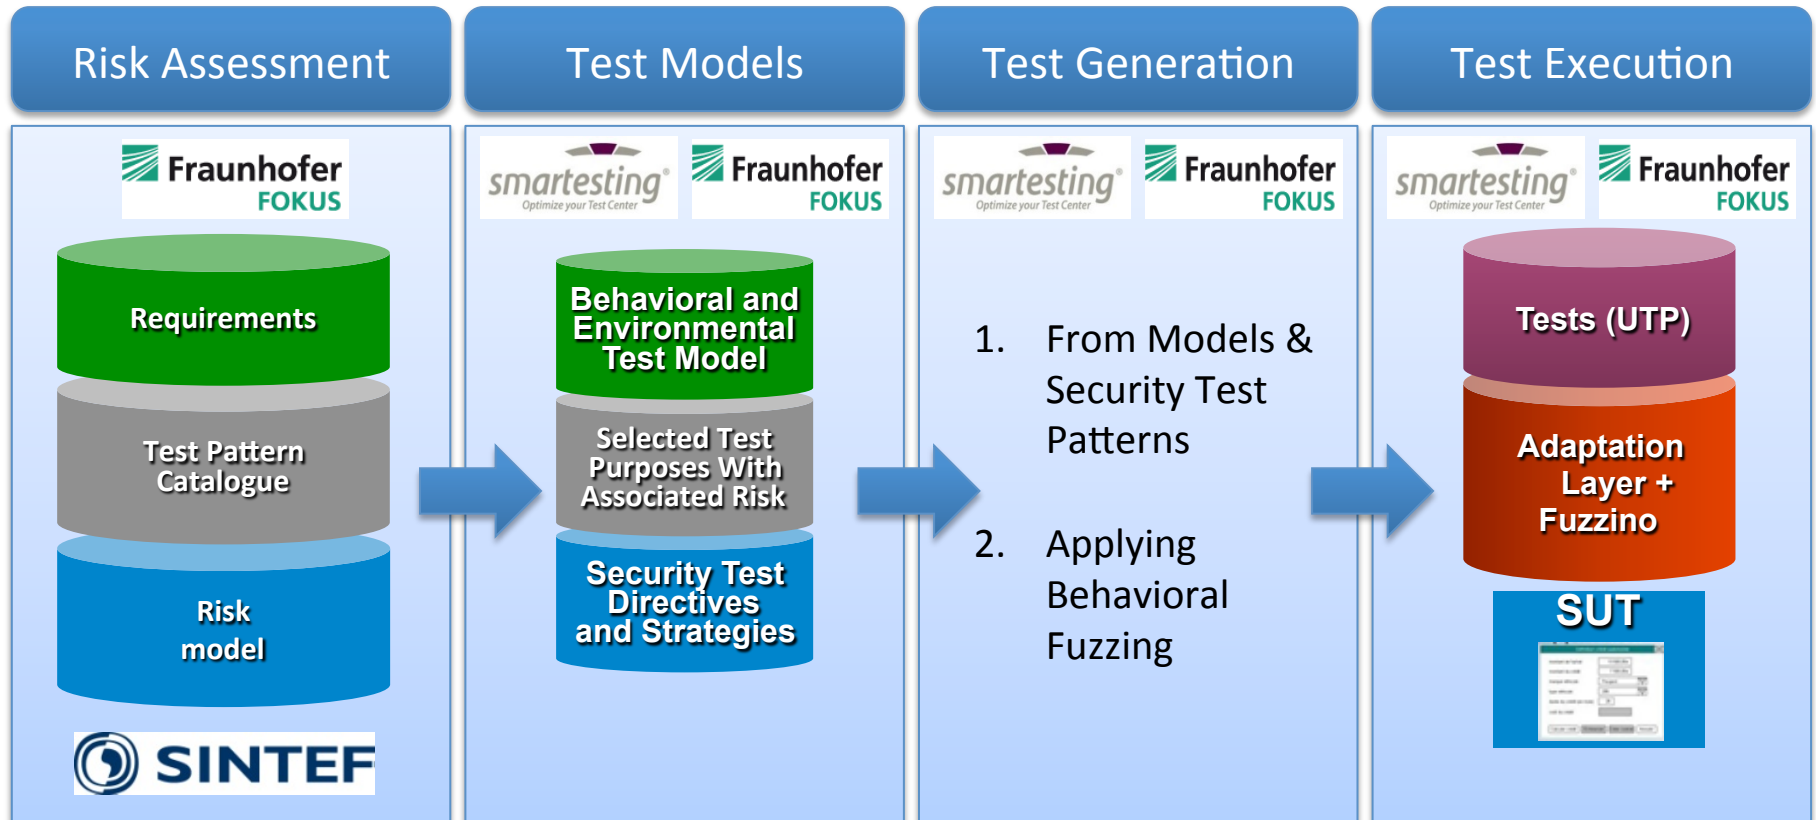 Risk Assessment
Test Models
Test Generation
Test Execution
Fraunhofer
FOKUS
Requirements
Test Pattern
Catalogue
Risk
model
SINTEF
smartesting®
Optimize your Test Center
Fraunhofer
FOKUS
Behavioral and
Environmental
Test Model
Selected Test
Purposes With
Associated Risk
Security Test
Directives
and Strategies
smartesting®
Optimize your Test Center
Fraunhofer
FOKUS
1. From Models &
Security Test
Patterns
2. Applying
Behavioral
Fuzzing
smartesting®
Optimize your Test Center
Fraunhofer
FOKUS
Tests (UTP)
Adaptation
Layer +
Fuzzino
SUT